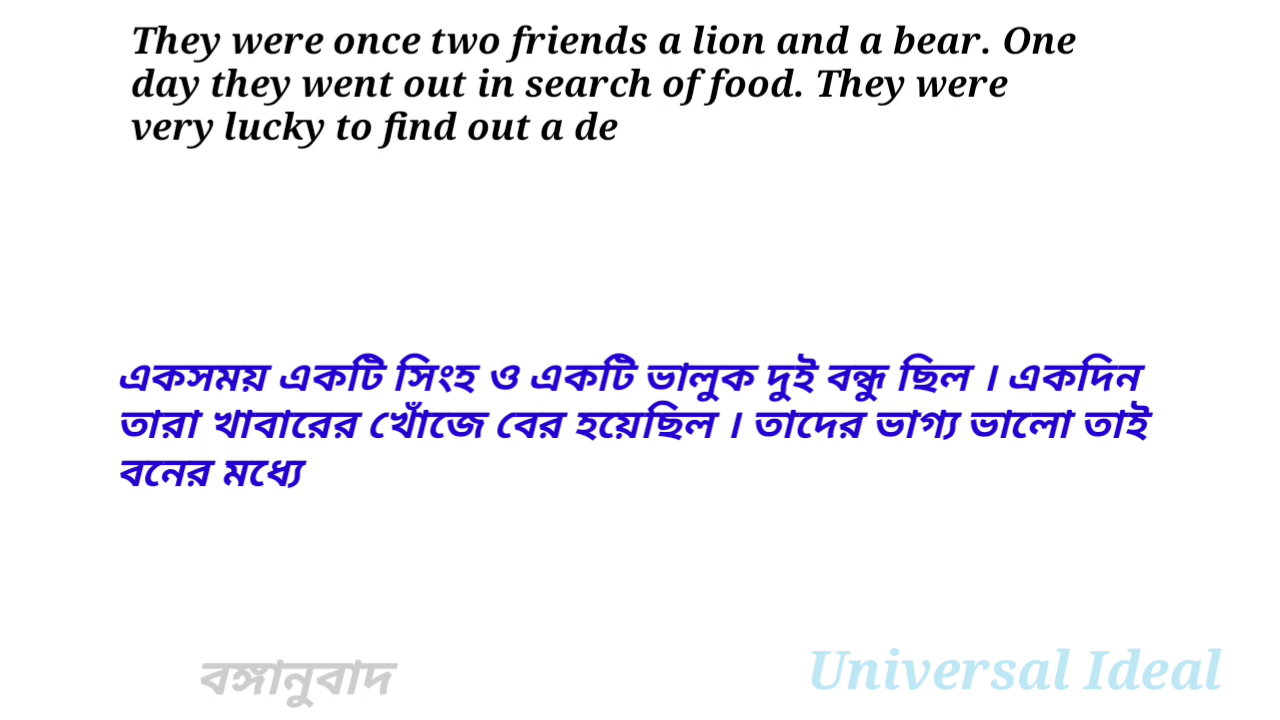 They were once two friends a lion and a bear. One
day they went out in search of food. They were
very lucky to find out a de
একসময় একটি সিংহ ও একটি ভালুক দুই বন্ধু ছিল । একদিন
তারা খাবারের খোঁজে বের হয়েছিল । তাদের ভাগ্য ভালো তাই
বনের মধ্যে
বঙ্গানুবাদ
Universal Ideal